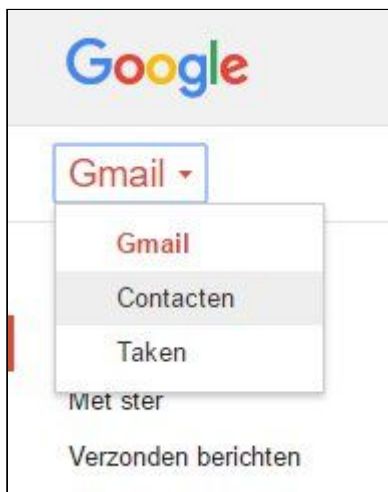 Google
Gmail
Gmail
Contacten
Taken
Met ster
Verzonden berichten